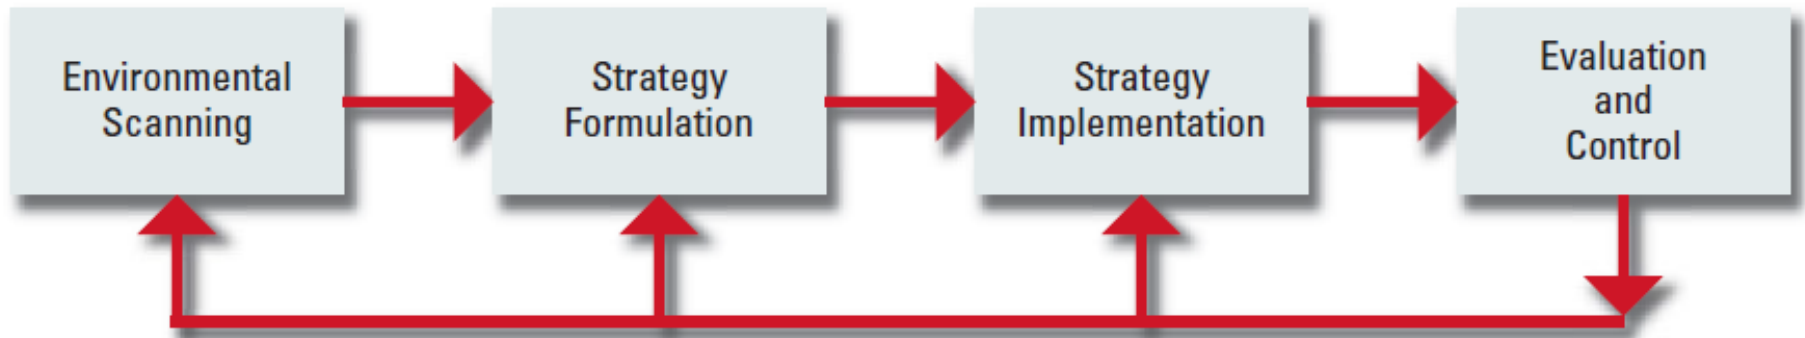 Environmental
Scanning
Strategy
Formulation
Strategy
Implementation
Evaluation
and
Control